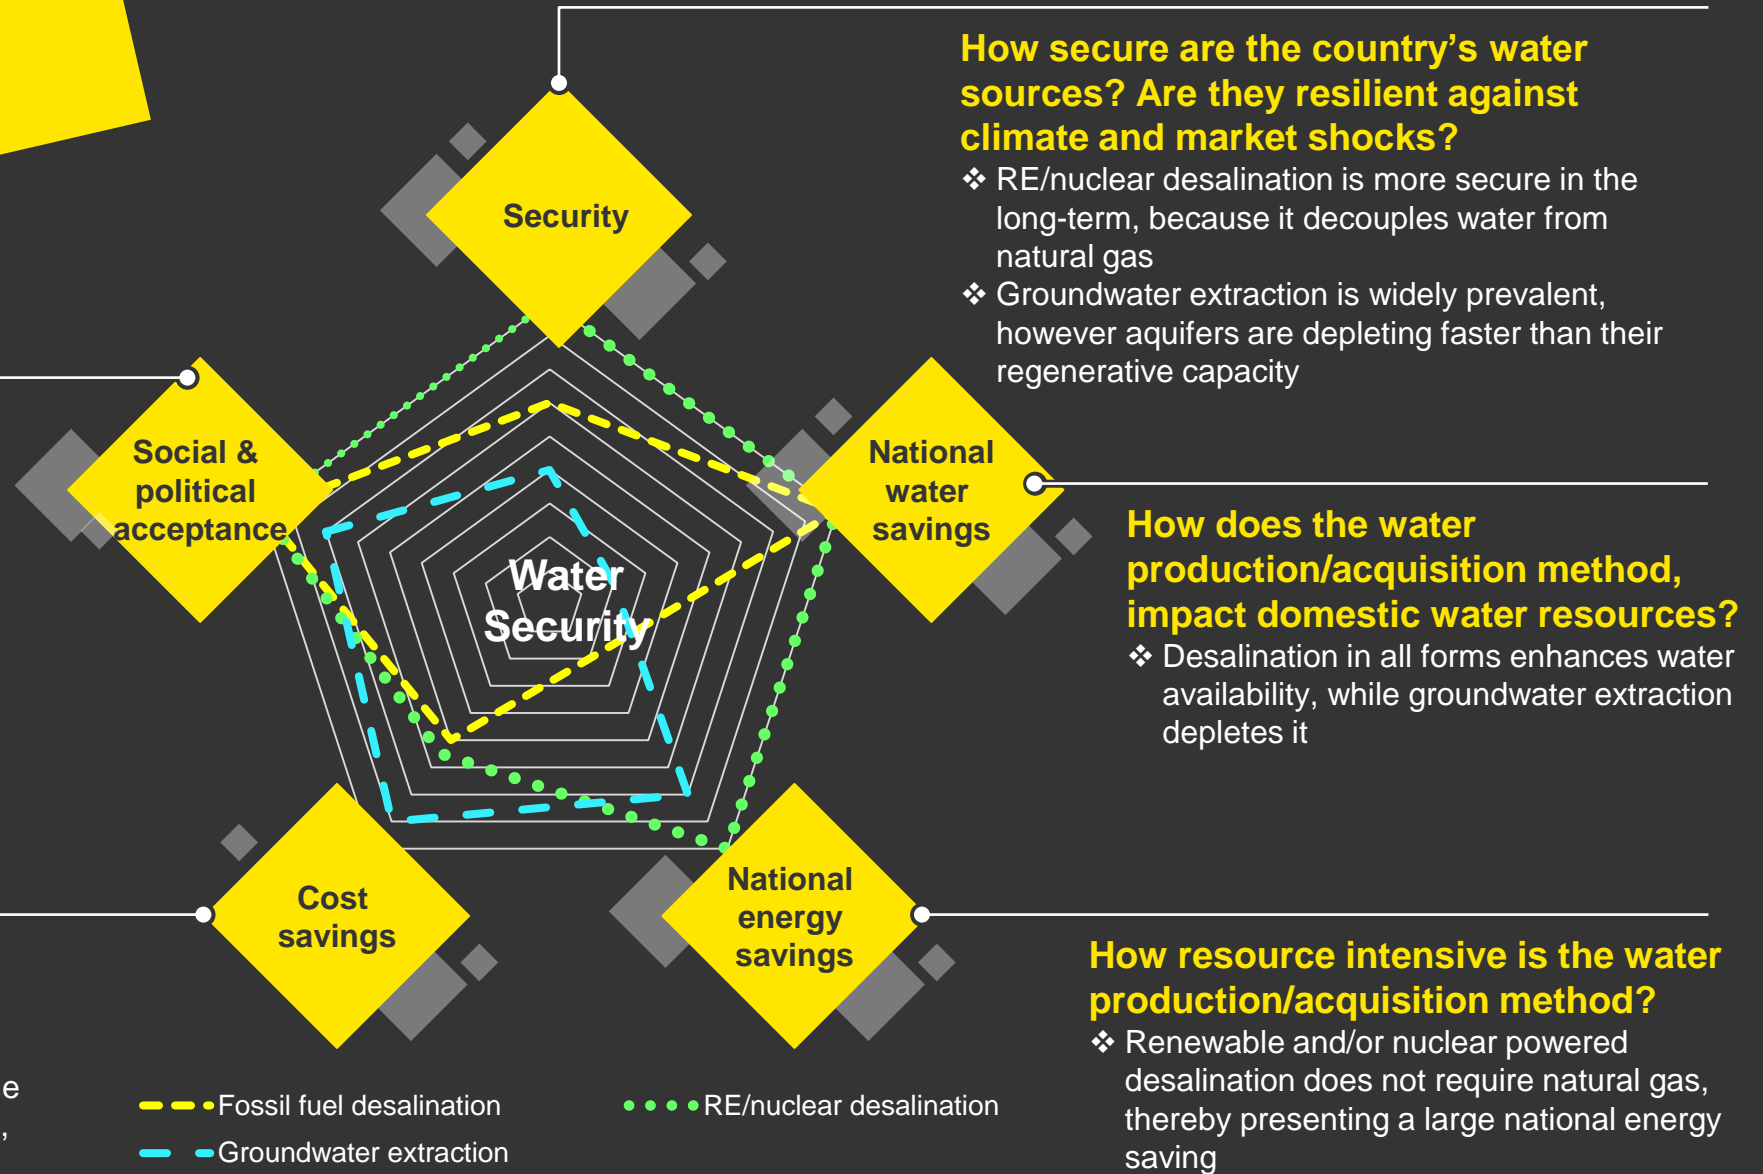 How secure are the country’s water
sources? Are they resilient against
climate and market shocks?
❖ RE/nuclear desalination is more secure in the
long-term, because it decouples water from
natural gas
❖ Groundwater extraction is widely prevalent,
however aquifers are depleting faster than their
regenerative capacity
Security
Social &
political
acceptance
National
water
savings
Water
Security
How does the water
production/acquisition method,
impact domestic water resources?
❖ Desalination in all forms enhances water
availability, while groundwater extraction
depletes it
Cost
savings
National
energy
savings
How resource intensive is the water
production/acquisition method?
❖ Renewable and/or nuclear powered
desalination does not require natural gas,
thereby presenting a large national energy
saving
e
,
Fossil fuel desalination
RE/nuclear desalination
Groundwater extraction